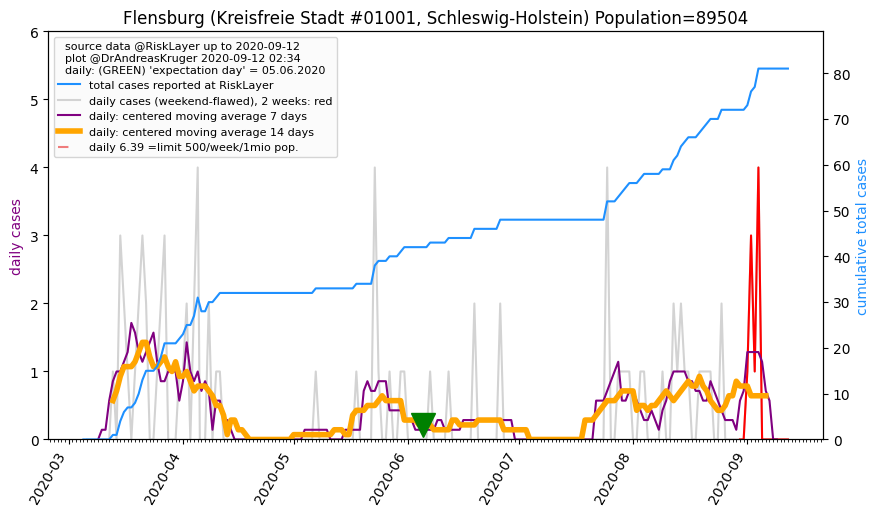 Flensburg (Kreisfreie Stadt #01001, Schleswig-Holstein) Population=89504
source data @RiskLayer up to 2020-09-12
plot @DrAndreasKruger 2020-09-12 02:34
daily: (GREEN) 'expectation day' = 05.06.2020
total cases reported at RiskLayer
daily cases (weekend-flawed), 2 weeks: red
daily: centered moving average 7 days
daily: centered moving average 14 days
daily 6.39 =limit 500/week/1mio pop.
daily cases
6
5
4
3
2
1
0
cumulative total cases
80
70
60
50
40
30
20
10
0
2020-03
2020-04
2020-05
2020-06
2020-07
2020-08
2020-09